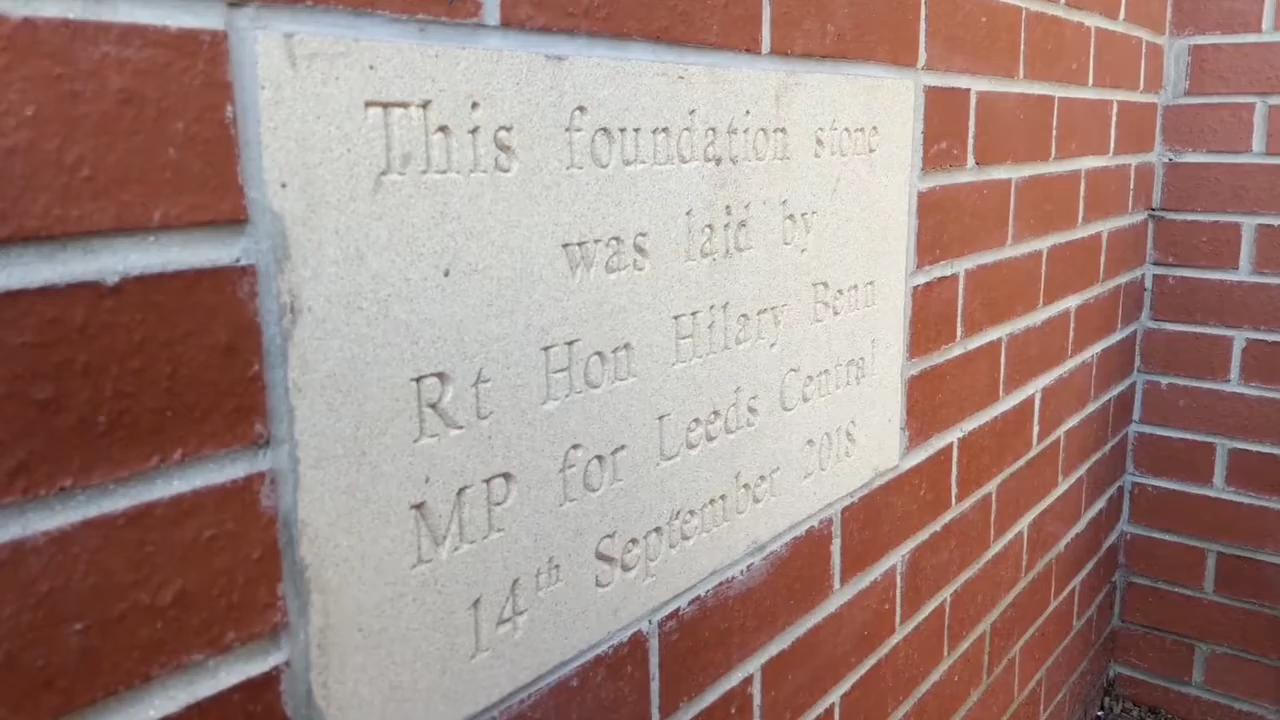 This foundation stone
was laid by
Rt Hon Hilary Benn
MP for Leeds Central
14th September 2018